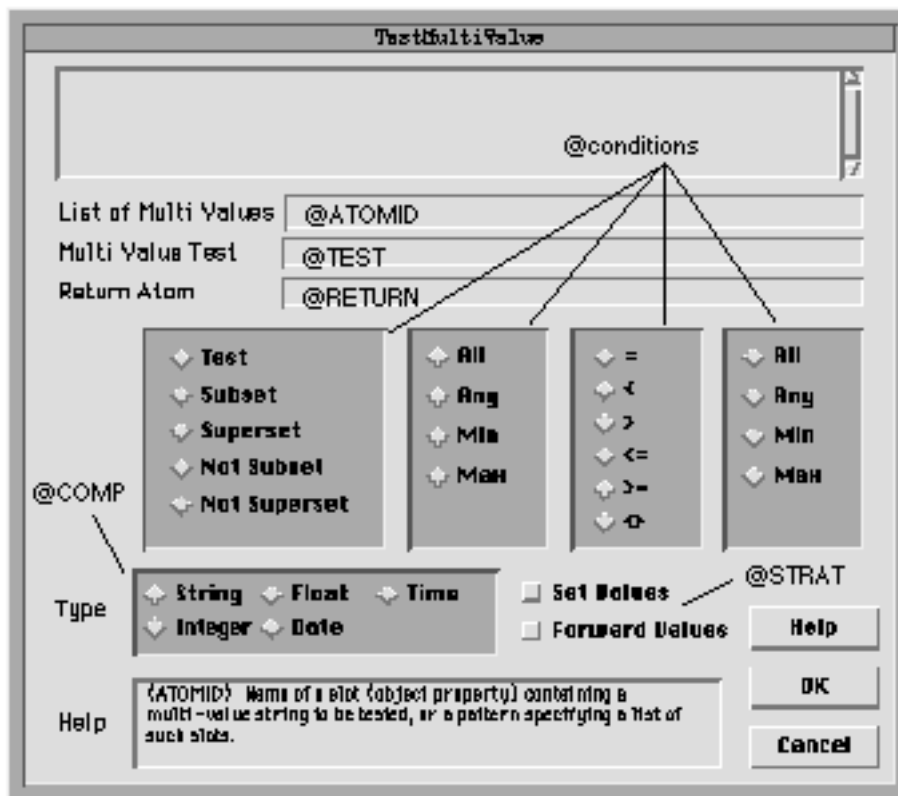 TestMultiValue
@conditions
List of Multi Values @ATOMID
Multi Value Test @TEST
Return Atom @RETURN
Test
Subset
Superset
Not Subset
Not Superset
All
Any
Min
Max
=
<
>
<=
>=
<>
All
Any
Min
Max
@COMP
Type
String Float Time
Integer Date
Set Values
Forward Values
@STRAT
Help
OK
Cancel
Help
(ATOMID) Name of a slot (object property) containing a
multi-value string to be tested, or a pattern specifying a list of
such slots.